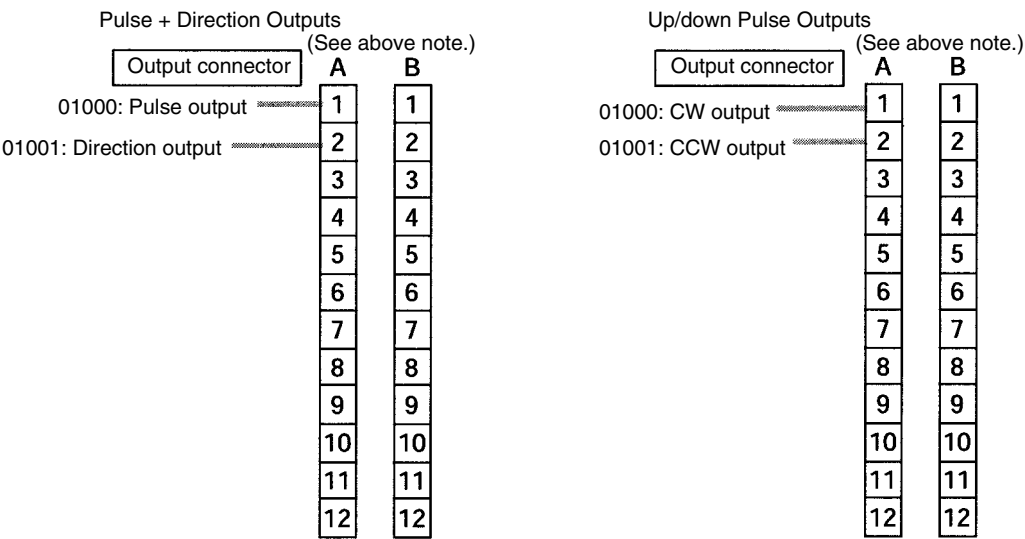 Pulse + Direction Outputs
(See above note.)
Output connector A B
01000: Pulse output 1 1
01001: Direction output 2 2
3 3
4 4
5 5
6 6
7 7
8 8
9 9
10 10
11 11
12 12
Up/down Pulse Outputs
(See above note.)
Output connector A B
01000: CW output 1 1
01001: CCW output 2 2
3 3
4 4
5 5
6 6
7 7
8 8
9 9
10 10
11 11
12 12